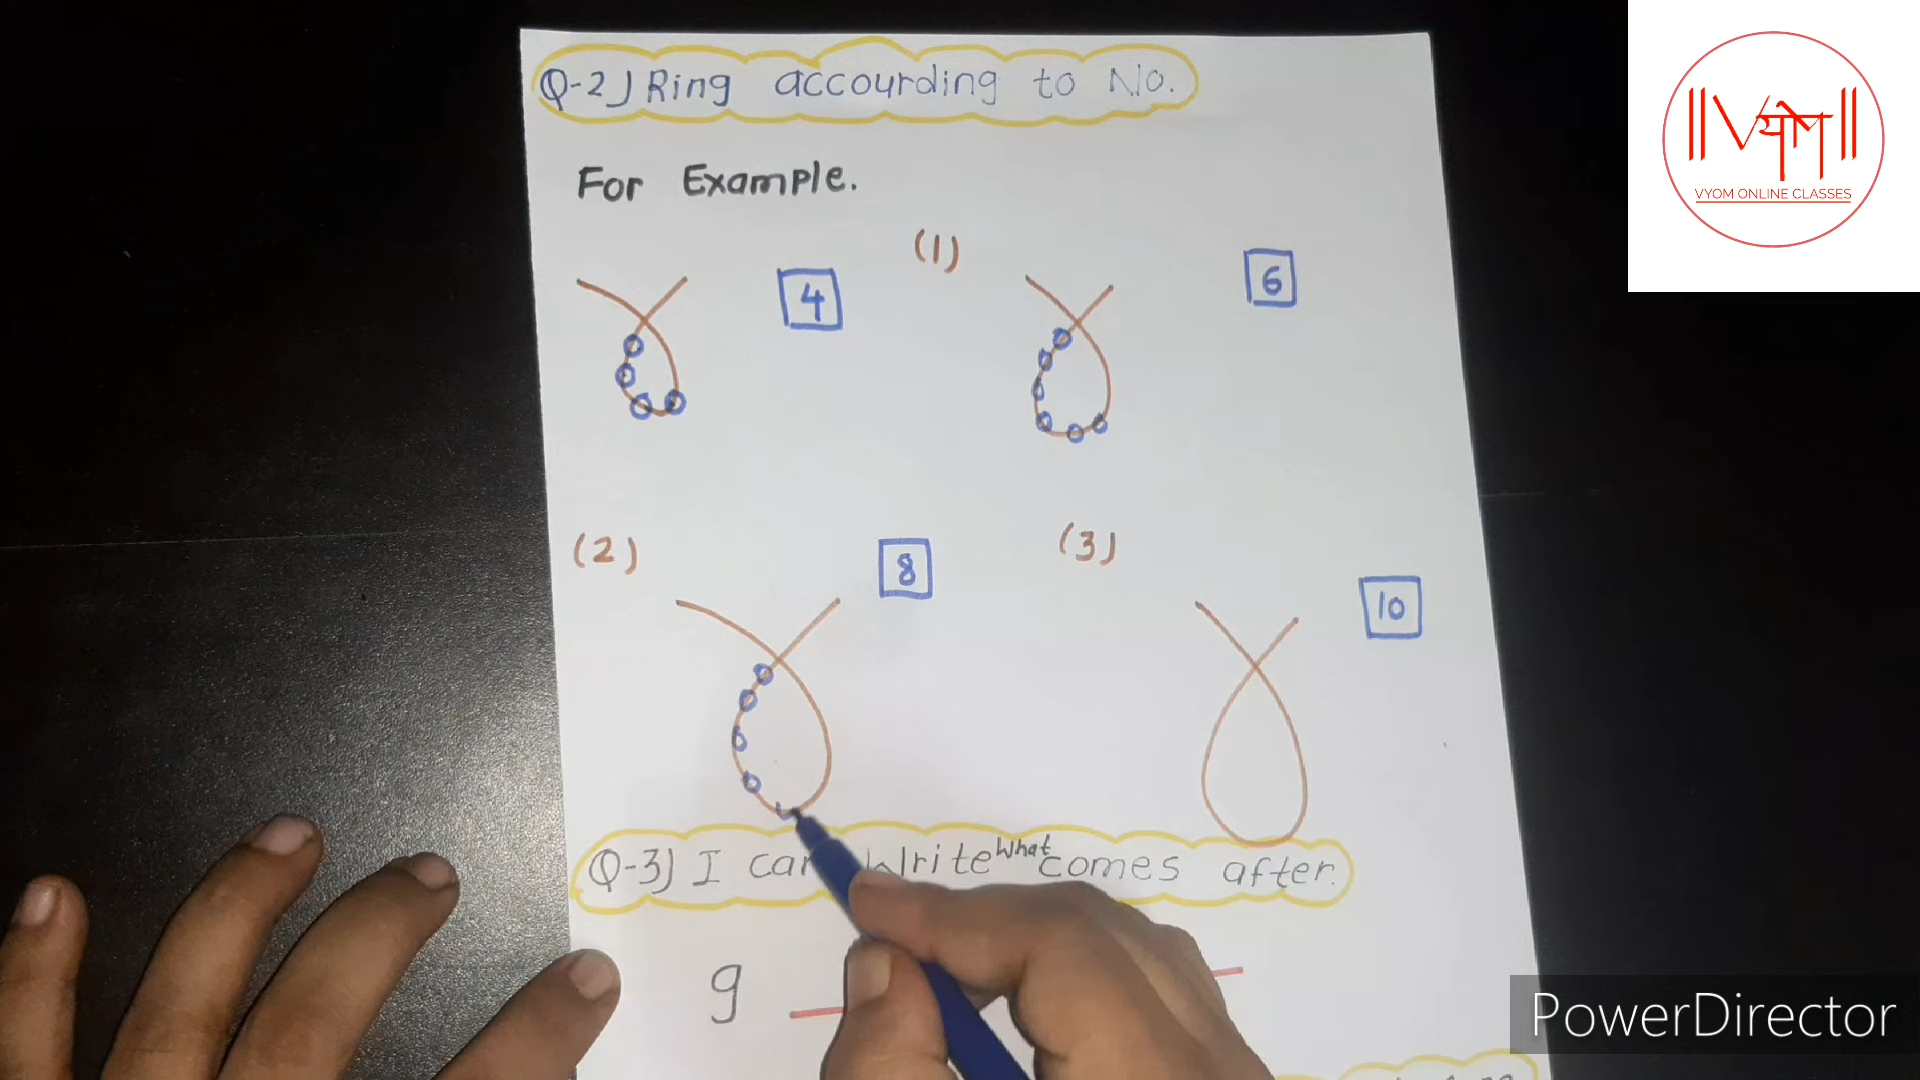 Q-2) Ring accourding to No.
For Example.
4
(1)
6
(2)
8
(3)
10
Q-3) I can Write What comes after.
9
||Vयोम||
VYOM ONLINE CLASSES
PowerDirector